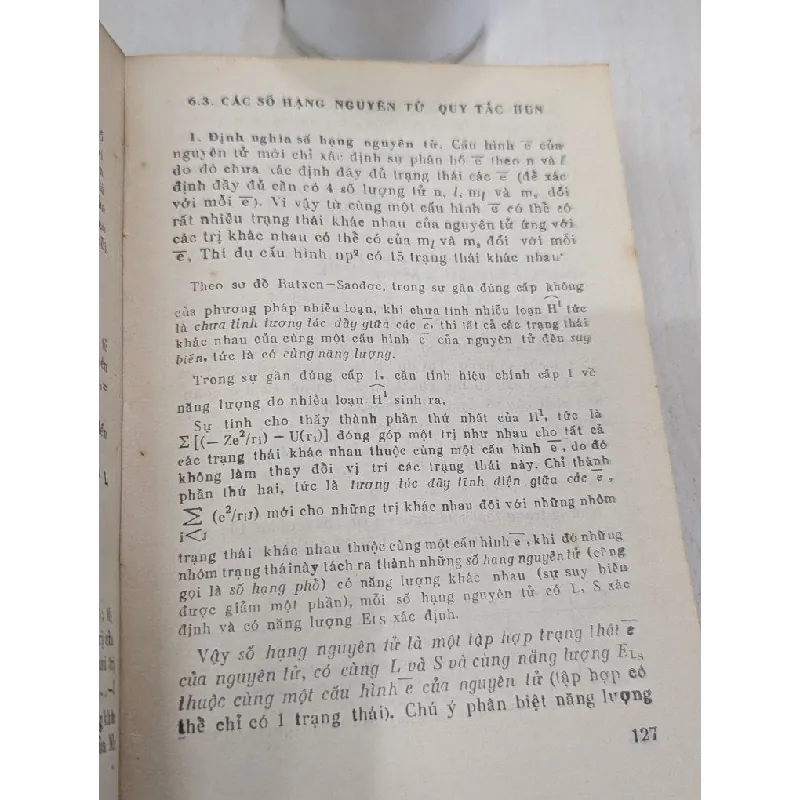 6.3. CÁC SỐ HẠNG NGUYÊN TỬ QUY TẮC HUN
1. Định nghĩa số hạng nguyên tử. Cấu hình e̅ của
nguyên tử mới chỉ xác định sự phân bố e̅ theo n và l
do đó chưa xác định đầy đủ trạng thái các e̅ (để xác
định đầy đủ cần có 4 số lượng tử n, l, mₗ và mₛ đối
với mỗi e̅). Vì vậy từ cùng một cấu hình e̅ có thể có
rất nhiều trạng thái khác nhau của nguyên tử ứng với
các trị khác nhau có thể có của mₗ và mₛ đối với mỗi
e̅. Thí dụ cấu hình np² có 15 trạng thái khác nhau
Theo sơ đồ Ratxen—Saođơc, trong sự gần đúng cấp không
của phương pháp nhiễu loạn, khi chưa tính nhiễu loạn Ĥ¹ tức
là chưa tính tương tác đẩy giữa các e̅, thì tất cả các trạng thái
khác nhau của cùng một cấu hình e̅ của nguyên tử đều suy
biến, tức là có cùng năng lượng.
Trong sự gần đúng cấp 1, cần tính hiệu chính cấp 1 về
năng lượng do nhiễu loạn Ĥ¹ sinh ra.
Sự tính cho thấy thành phần thứ nhất của H¹, tức là
Σ [(— Ze²/rᵢ) — U(rᵢ)] đóng góp một trị như nhau cho tất cả
các trạng thái khác nhau thuộc cùng một cấu hình e̅, do đó
không làm thay đổi vị trí các trạng thái này. Chỉ thành
phần thứ hai, tức là tương tác đẩy tĩnh điện giữa các e̅,
Σ (e²/rᵢJ) mới cho những trị khác nhau đối với những nhóm
i<J
trạng thái khác nhau thuộc cùng một cấu hình e̅, khi đó những
nhóm trạng thái này tách ra thành những số hạng nguyên tử (cũng
gọi là số hạng phổ) có năng lượng khác nhau (sự suy biến
được giảm một phần), mỗi số hạng nguyên tử có L, S xác
định và có năng lượng E_LS xác định.
Vậy số hạng nguyên tử là một tập hợp trạng thái e̅
của nguyên tử, có cùng L và S và cùng năng lượng E_LS
thuộc cùng một cấu hình e̅ của nguyên tử (tập hợp có
thể chỉ có 1 trạng thái). Chú ý phân biệt năng lượng
127